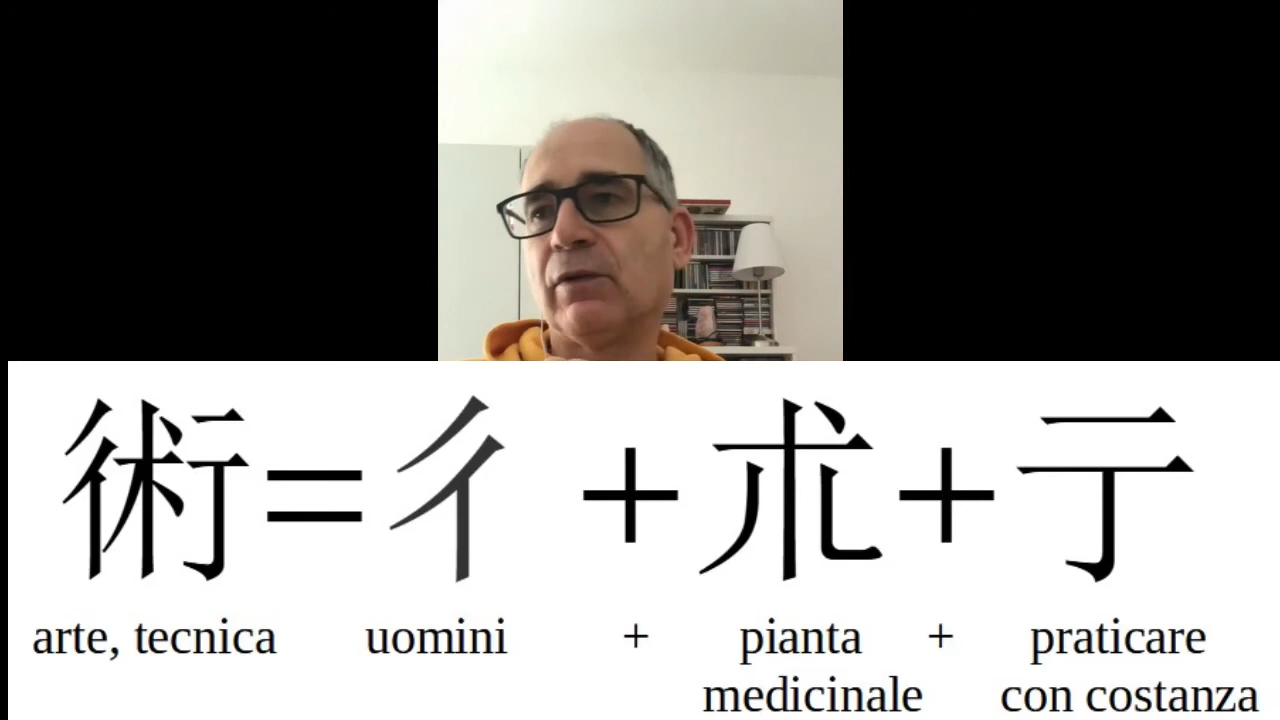 術=彳+朮+亍
arte, tecnica uomini + pianta + praticare
medicinale con costanza